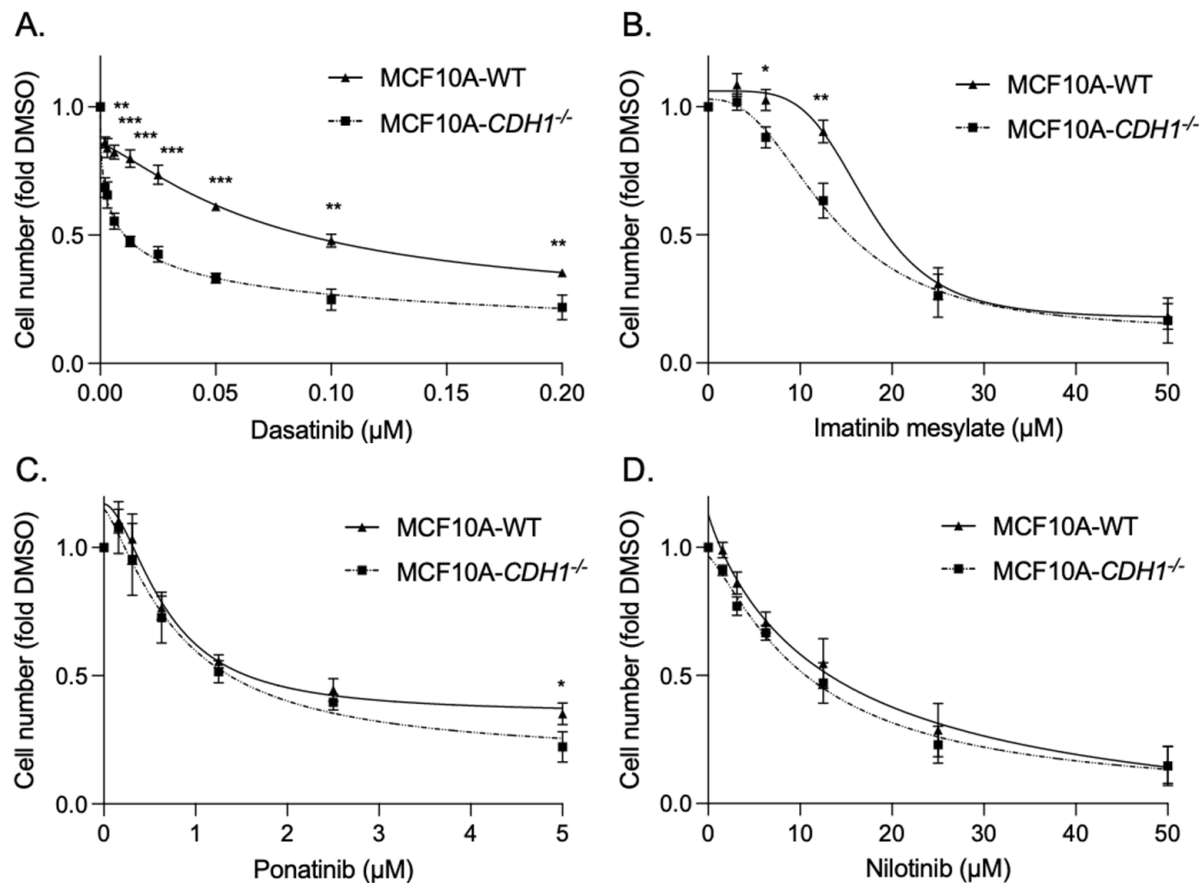 A.
Cell number (fold DMSO)
1.0
0.5
0.0
MCF10A-WT
MCF10A-CDH1-/-
**
***
***
***
***
**
**
0.00 0.05 0.10 0.15 0.20
Dasatinib (µM)
B.
Cell number (fold DMSO)
1.0
0.5
0.0
MCF10A-WT
MCF10A-CDH1-/-
*
**
0 10 20 30 40 50
Imatinib mesylate (µM)
C.
Cell number (fold DMSO)
1.0
0.5
0.0
MCF10A-WT
MCF10A-CDH1-/-
*
0 1 2 3 4 5
Ponatinib (µM)
D.
Cell number (fold DMSO)
1.0
0.5
0.0
MCF10A-WT
MCF10A-CDH1-/-
0 10 20 30 40 50
Nilotinib (µM)